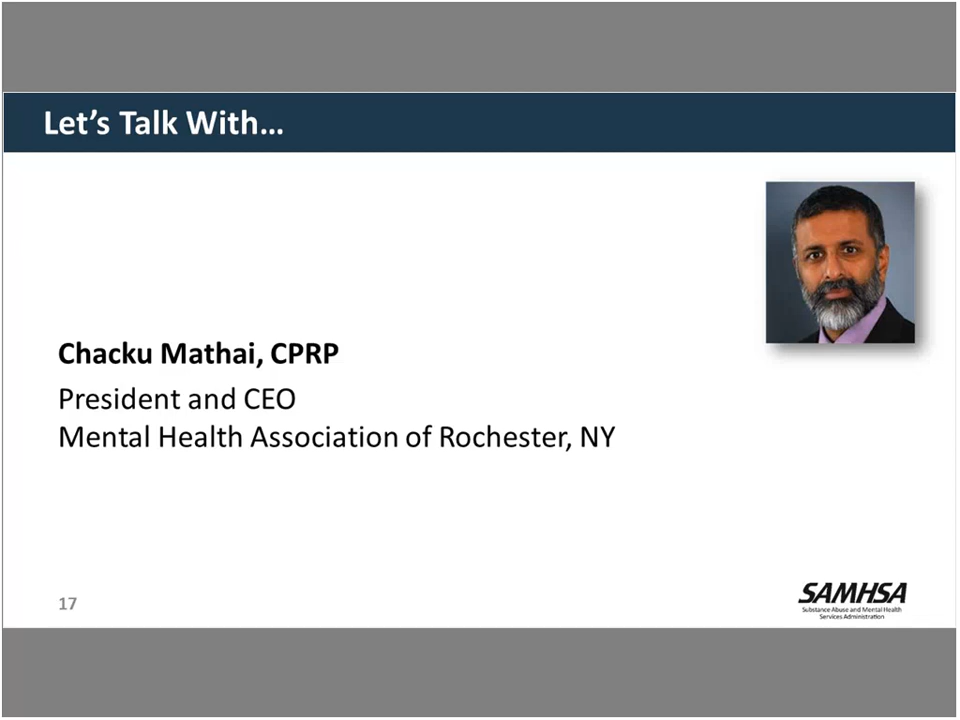 Let’s Talk With…
Chacku Mathai, CPRP
President and CEO
Mental Health Association of Rochester, NY
17
SAMHSA
Substance Abuse and Mental Health
Services Administration